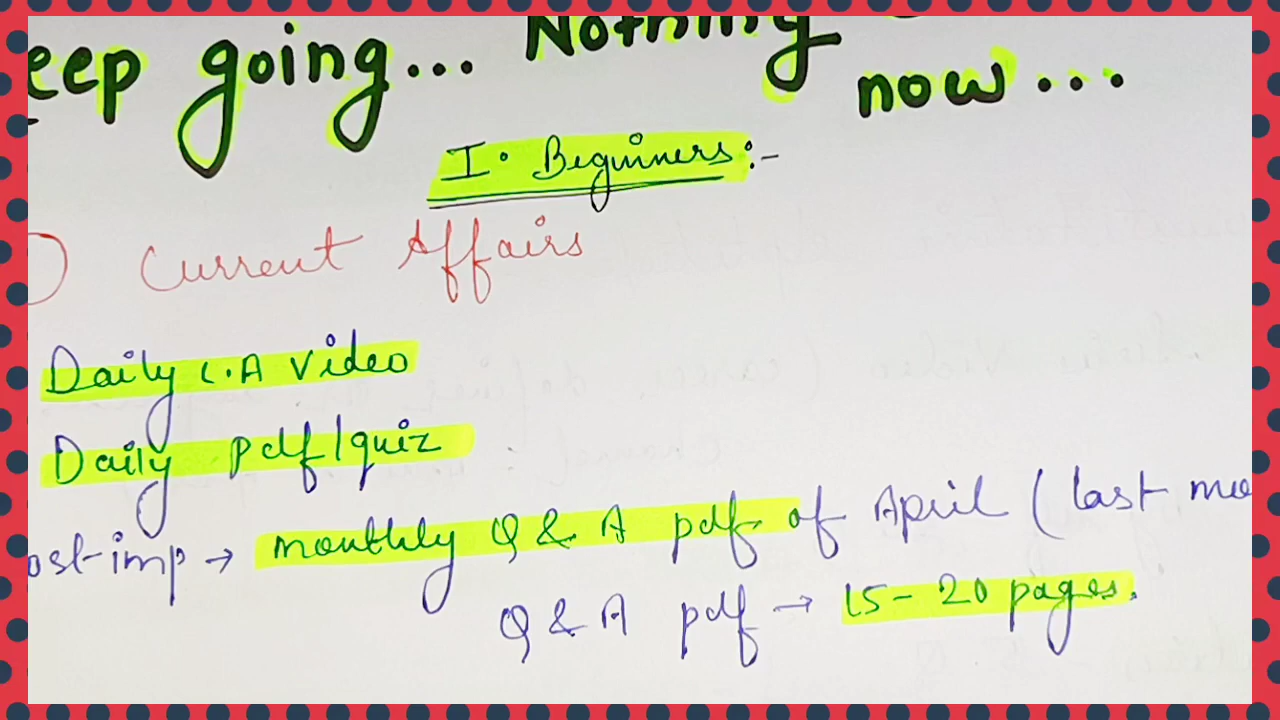 eep going... Nothing
now...
I. Beginners:-
Current Affairs
Daily C.A Video
Daily pdf/quiz
ost-imp → monthly Q & A pdf of April (last mo
Q & A pdf → 15-20 pages.